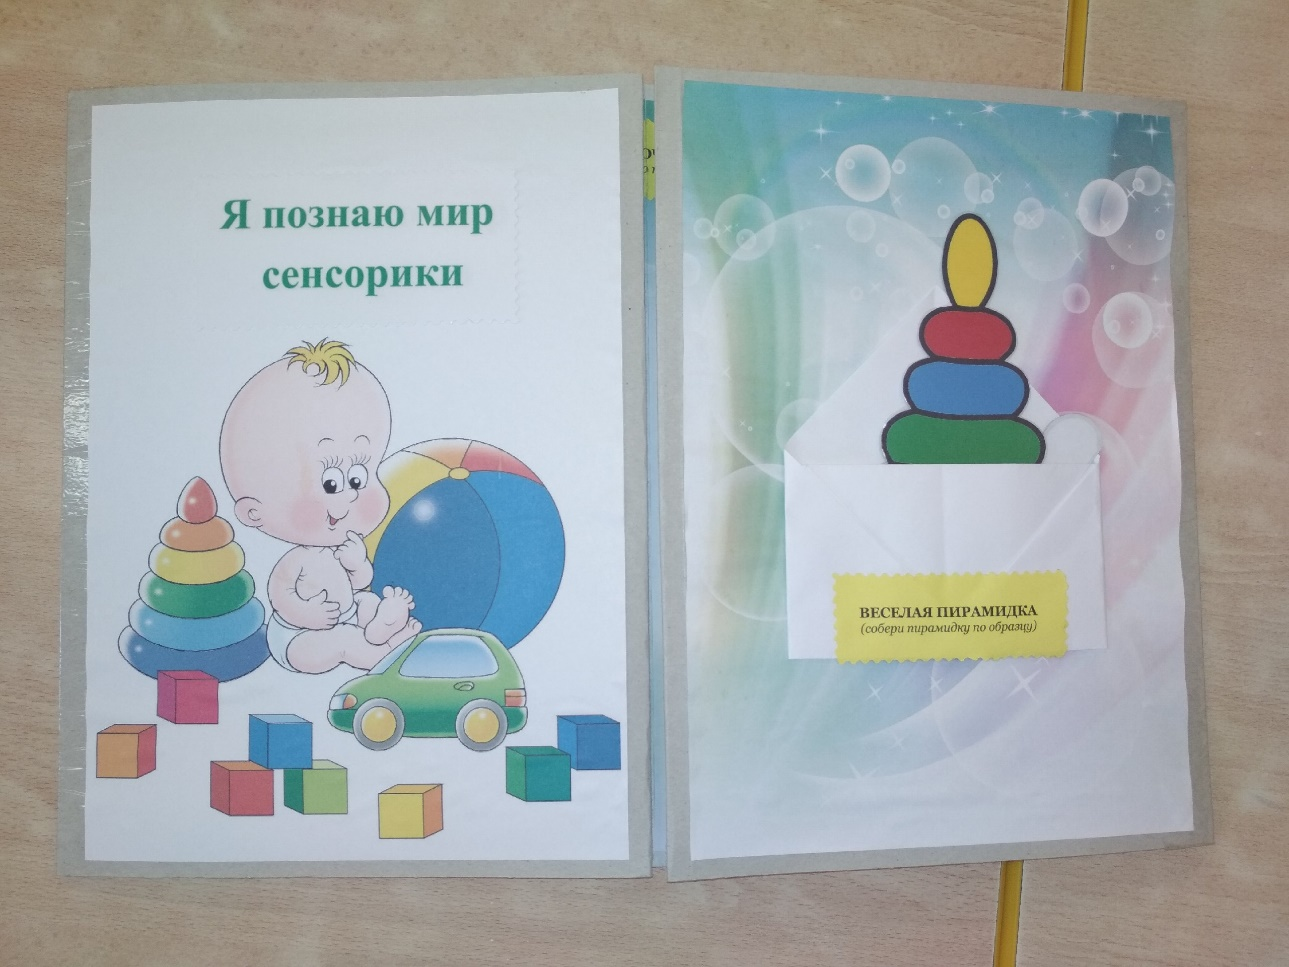 Я познаю мир
сенсорики
ВЕСЕЛАЯ ПИРАМИДКА
(собери пирамидку по образцу)